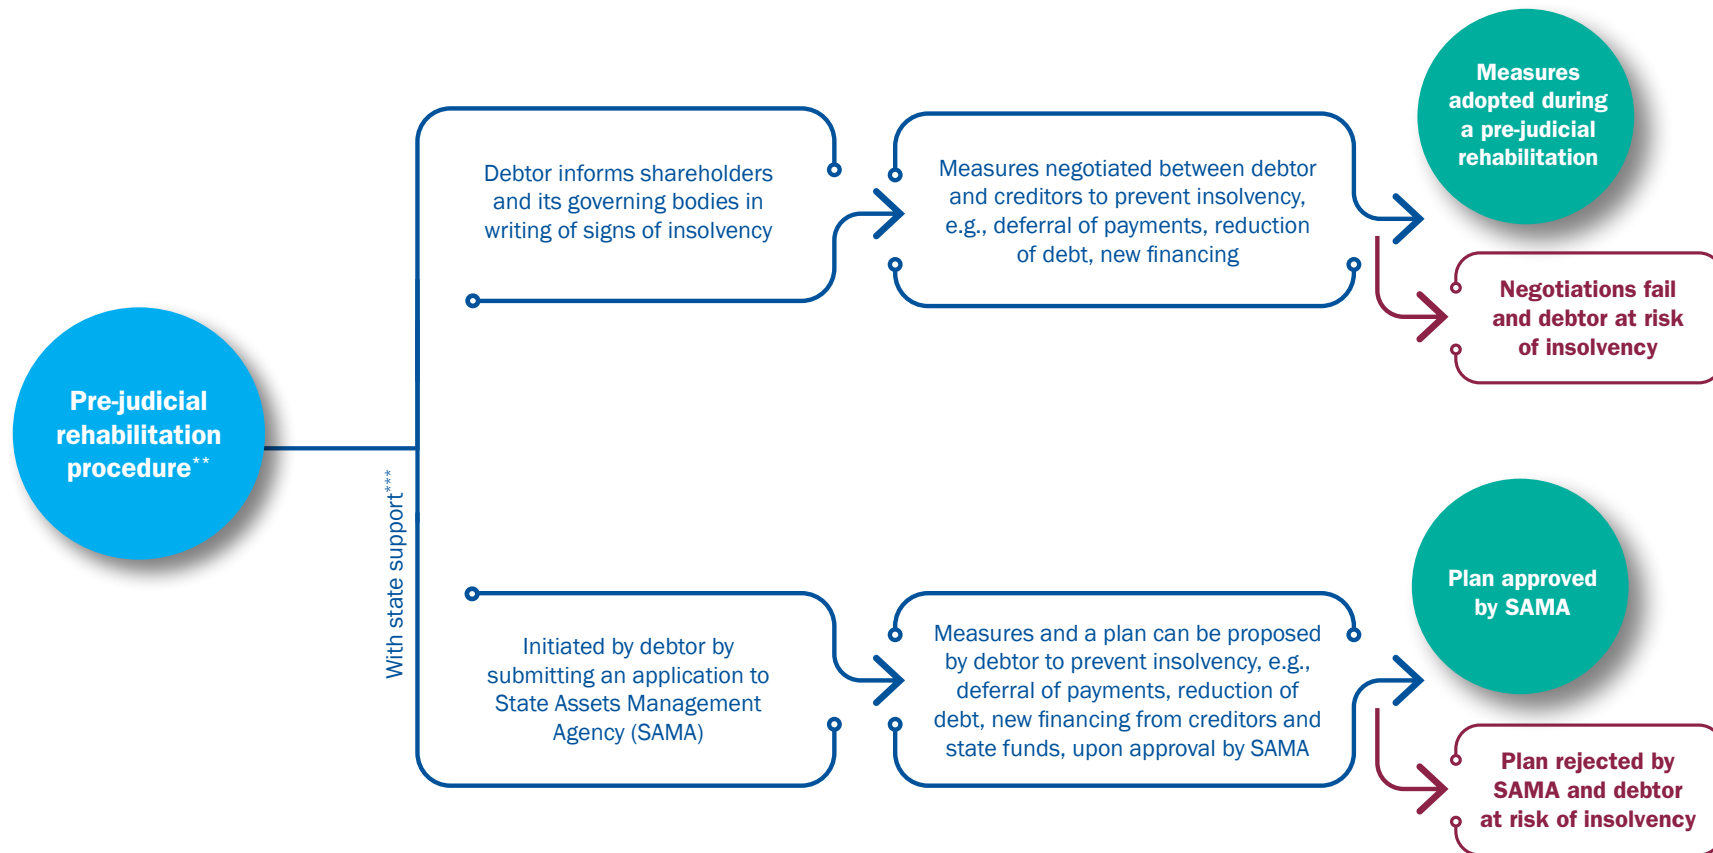 Pre-judicial
rehabilitation
procedure**
With state support***
Debtor informs shareholders
and its governing bodies in
writing of signs of insolvency
Measures negotiated between debtor
and creditors to prevent insolvency,
e.g., deferral of payments, reduction
of debt, new financing
Measures
adopted during
a pre-judicial
rehabilitation
Negotiations fail
and debtor at risk
of insolvency
Initiated by debtor by
submitting an application to
State Assets Management
Agency (SAMA)
Measures and a plan can be proposed
by debtor to prevent insolvency, e.g.,
deferral of payments, reduction of
debt, new financing from creditors and
state funds, upon approval by SAMA
Plan approved
by SAMA
Plan rejected by
SAMA and debtor
at risk of insolvency